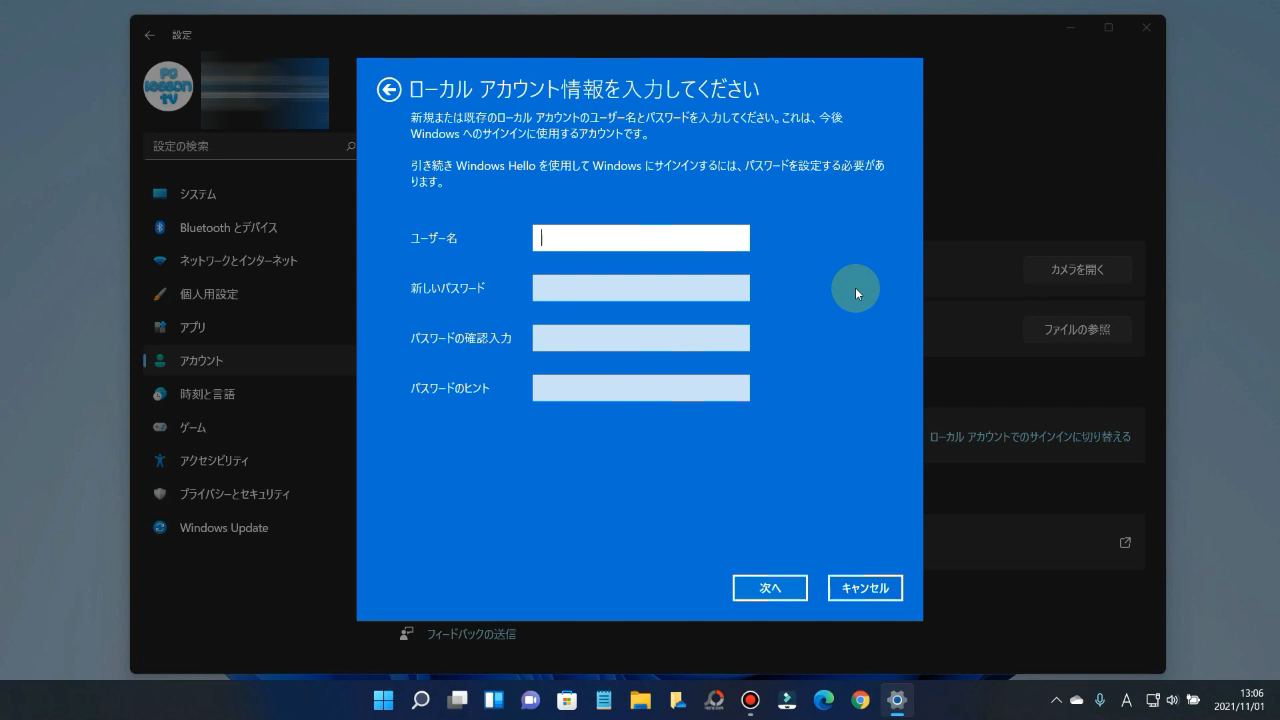 設定
PC
lesson
TV
設定の検索
システム
Bluetooth とデバイス
ネットワークとインターネット
個人用設定
アプリ
アカウント
時刻と言語
ゲーム
アクセシビリティ
プライバシーとセキュリティ
Windows Update
ローカル アカウント情報を入力してください
新規または既存のローカル アカウントのユーザー名とパスワードを入力してください。これは、今後
Windows へのサインインに使用するアカウントです。
引き続き Windows Hello を使用して Windows にサインインするには、パスワードを設定する必要があ
ります。
ユーザー名
新しいパスワード
パスワードの確認入力
パスワードのヒント
次へ
キャンセル
カメラを開く
ファイルの参照
ローカル アカウントでのサインインに切り替える
フィードバックの送信
A
13:06
2021/11/01